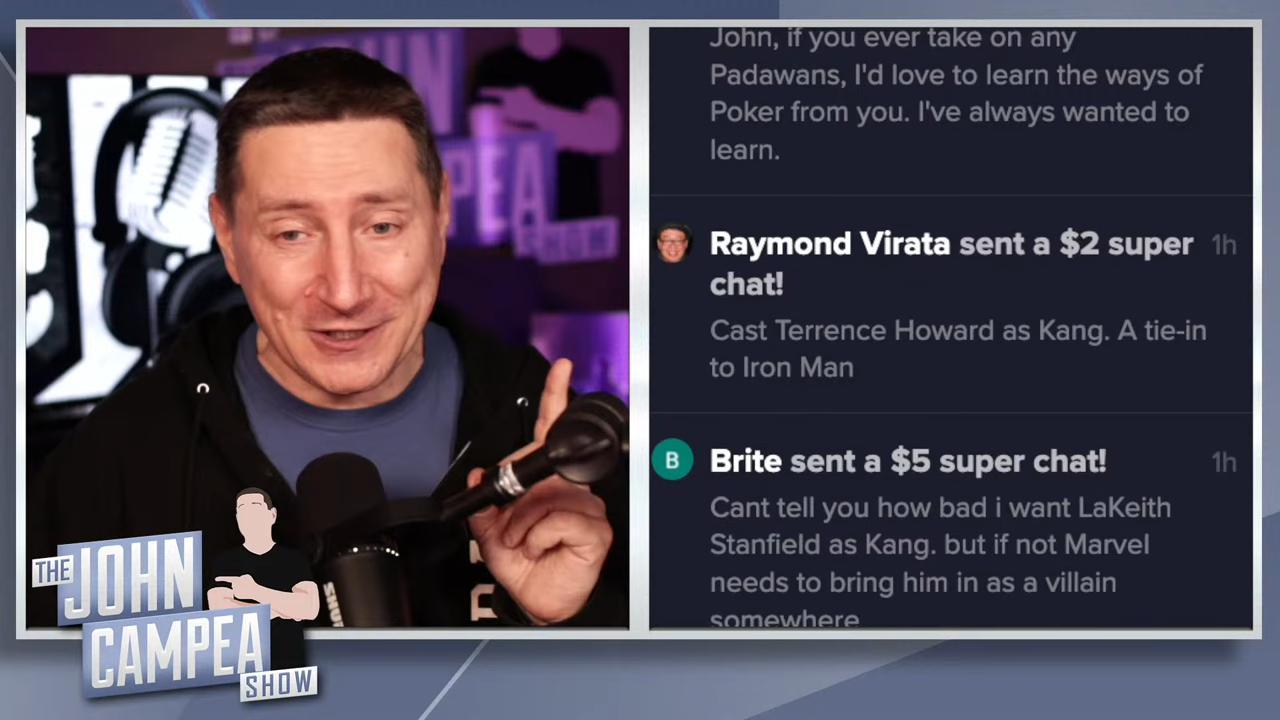 John, if you ever take on any
Padawans, I'd love to learn the ways of
Poker from you. I've always wanted to
learn.
Raymond Virata sent a $2 super
1h
chat!
Cast Terrence Howard as Kang. A tie-in
to Iron Man
B
Brite sent a $5 super chat!
1h
Cant tell you how bad i want LaKeith
Stanfield as Kang. but if not Marvel
needs to bring him in as a villain
somewhere
THE
JOHN
CAMPEA
SHOW